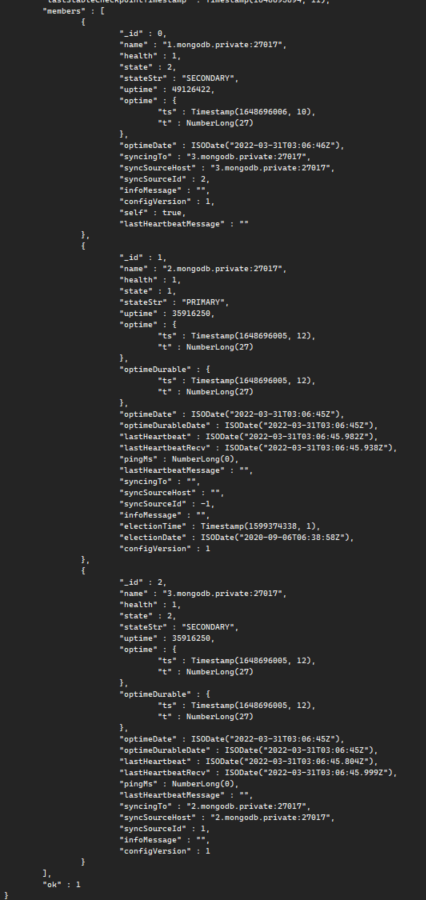 "lastStableCheckpointTimestamp" : Timestamp(1648695894, 11),
"members" : [
{
"_id" : 0,
"name" : "1.mongodb.private:27017",
"health" : 1,
"state" : 2,
"stateStr" : "SECONDARY",
"uptime" : 49126422,
"optime" : {
"ts" : Timestamp(1648696006, 10),
"t" : NumberLong(27)
},
"optimeDate" : ISODate("2022-03-31T03:06:46Z"),
"syncingTo" : "3.mongodb.private:27017",
"syncSourceHost" : "3.mongodb.private:27017",
"syncSourceId" : 2,
"infoMessage" : "",
"configVersion" : 1,
"self" : true,
"lastHeartbeatMessage" : ""
},
{
"_id" : 1,
"name" : "2.mongodb.private:27017",
"health" : 1,
"state" : 1,
"stateStr" : "PRIMARY",
"uptime" : 35916250,
"optime" : {
"ts" : Timestamp(1648696005, 12),
"t" : NumberLong(27)
},
"optimeDurable" : {
"ts" : Timestamp(1648696005, 12),
"t" : NumberLong(27)
},
"optimeDate" : ISODate("2022-03-31T03:06:45Z"),
"optimeDurableDate" : ISODate("2022-03-31T03:06:45Z"),
"lastHeartbeat" : ISODate("2022-03-31T03:06:45.982Z"),
"lastHeartbeatRecv" : ISODate("2022-03-31T03:06:45.938Z"),
"pingMs" : NumberLong(0),
"lastHeartbeatMessage" : "",
"syncingTo" : "",
"syncSourceHost" : "",
"syncSourceId" : -1,
"infoMessage" : "",
"electionTime" : Timestamp(1599374338, 1),
"electionDate" : ISODate("2020-09-06T06:38:58Z"),
"configVersion" : 1
},
{
"_id" : 2,
"name" : "3.mongodb.private:27017",
"health" : 1,
"state" : 2,
"stateStr" : "SECONDARY",
"uptime" : 35916250,
"optime" : {
"ts" : Timestamp(1648696005, 12),
"t" : NumberLong(27)
},
"optimeDurable" : {
"ts" : Timestamp(1648696005, 12),
"t" : NumberLong(27)
},
"optimeDate" : ISODate("2022-03-31T03:06:45Z"),
"optimeDurableDate" : ISODate("2022-03-31T03:06:45Z"),
"lastHeartbeat" : ISODate("2022-03-31T03:06:45.804Z"),
"lastHeartbeatRecv" : ISODate("2022-03-31T03:06:45.999Z"),
"pingMs" : NumberLong(0),
"lastHeartbeatMessage" : "",
"syncingTo" : "2.mongodb.private:27017",
"syncSourceHost" : "2.mongodb.private:27017",
"syncSourceId" : 1,
"infoMessage" : "",
"configVersion" : 1
}
],
"ok" : 1
}